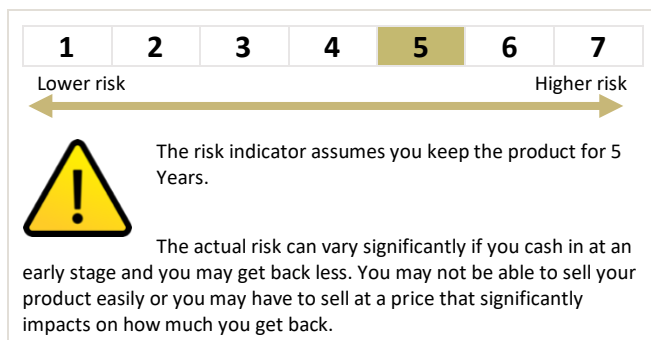 1 2 3 4 5 6 7
Lower risk Higher risk
The risk indicator assumes you keep the product for 5
Years.
The actual risk can vary significantly if you cash in at an
early stage and you may get back less. You may not be able to sell your
product easily or you may have to sell at a price that significantly
impacts on how much you get back.